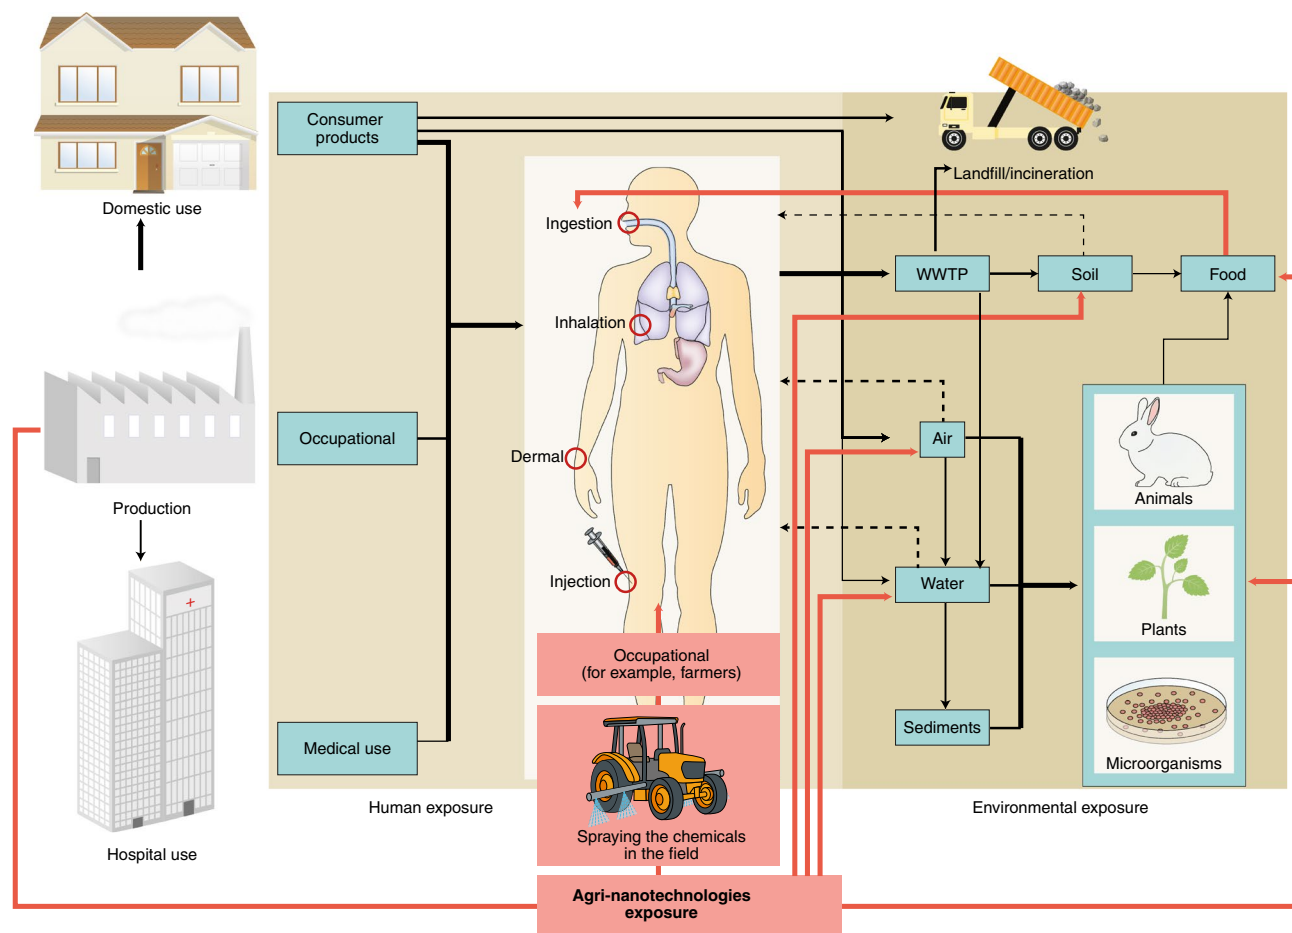 Consumer
products
Landfill/incineration
Domestic use
Ingestion
WWTP
Soil
Food
Inhalation
Occupational
Air
Dermal
Animals
Production
Injection
Water
Plants
Occupational
(for example, farmers)
Medical use
Sediments
Microorganisms
Human exposure
Environmental exposure
Spraying the chemicals
in the field
Hospital use
Agri-nanotechnologies
exposure